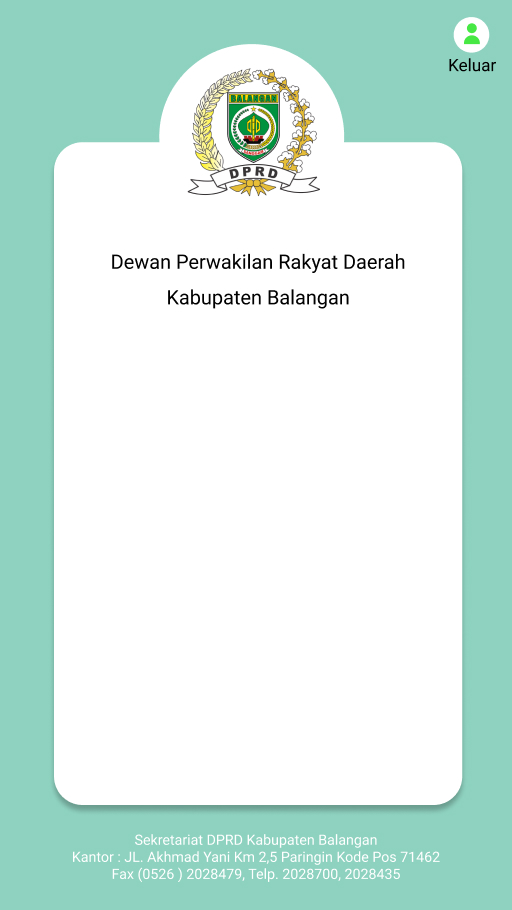 Keluar
BALANGAN
DPRD
Dewan Perwakilan Rakyat Daerah
Kabupaten Balangan
Sekretariat DPRD Kabupaten Balangan
Kantor : JL. Akhmad Yani Km 2,5 Paringin Kode Pos 71462
Fax (0526 ) 2028479, Telp. 2028700, 2028435